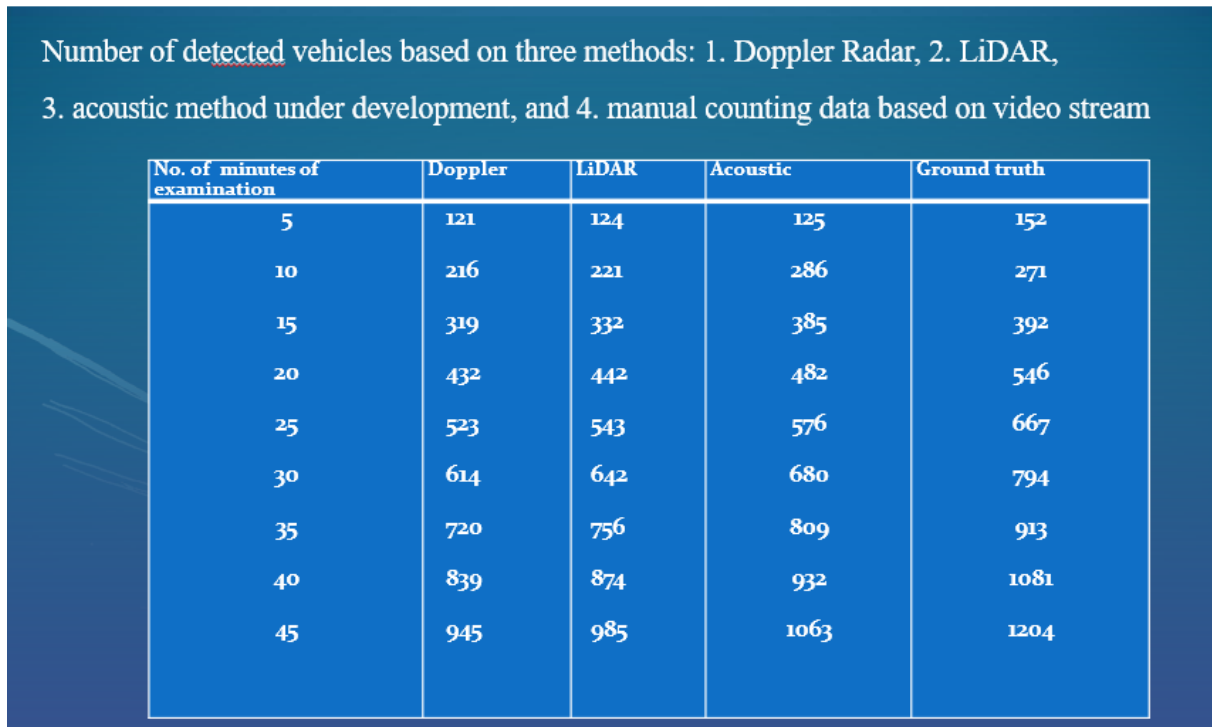 Number of detected vehicles based on three methods: 1. Doppler Radar, 2. LiDAR,
3. acoustic method under development, and 4. manual counting data based on video stream
No. of minutes of examination Doppler LiDAR Acoustic Ground truth
5 121 124 125 152
10 216 221 286 271
15 319 332 385 392
20 432 442 482 546
25 523 543 576 667
30 614 642 680 794
35 720 756 809 913
40 839 874 932 1081
45 945 985 1063 1204